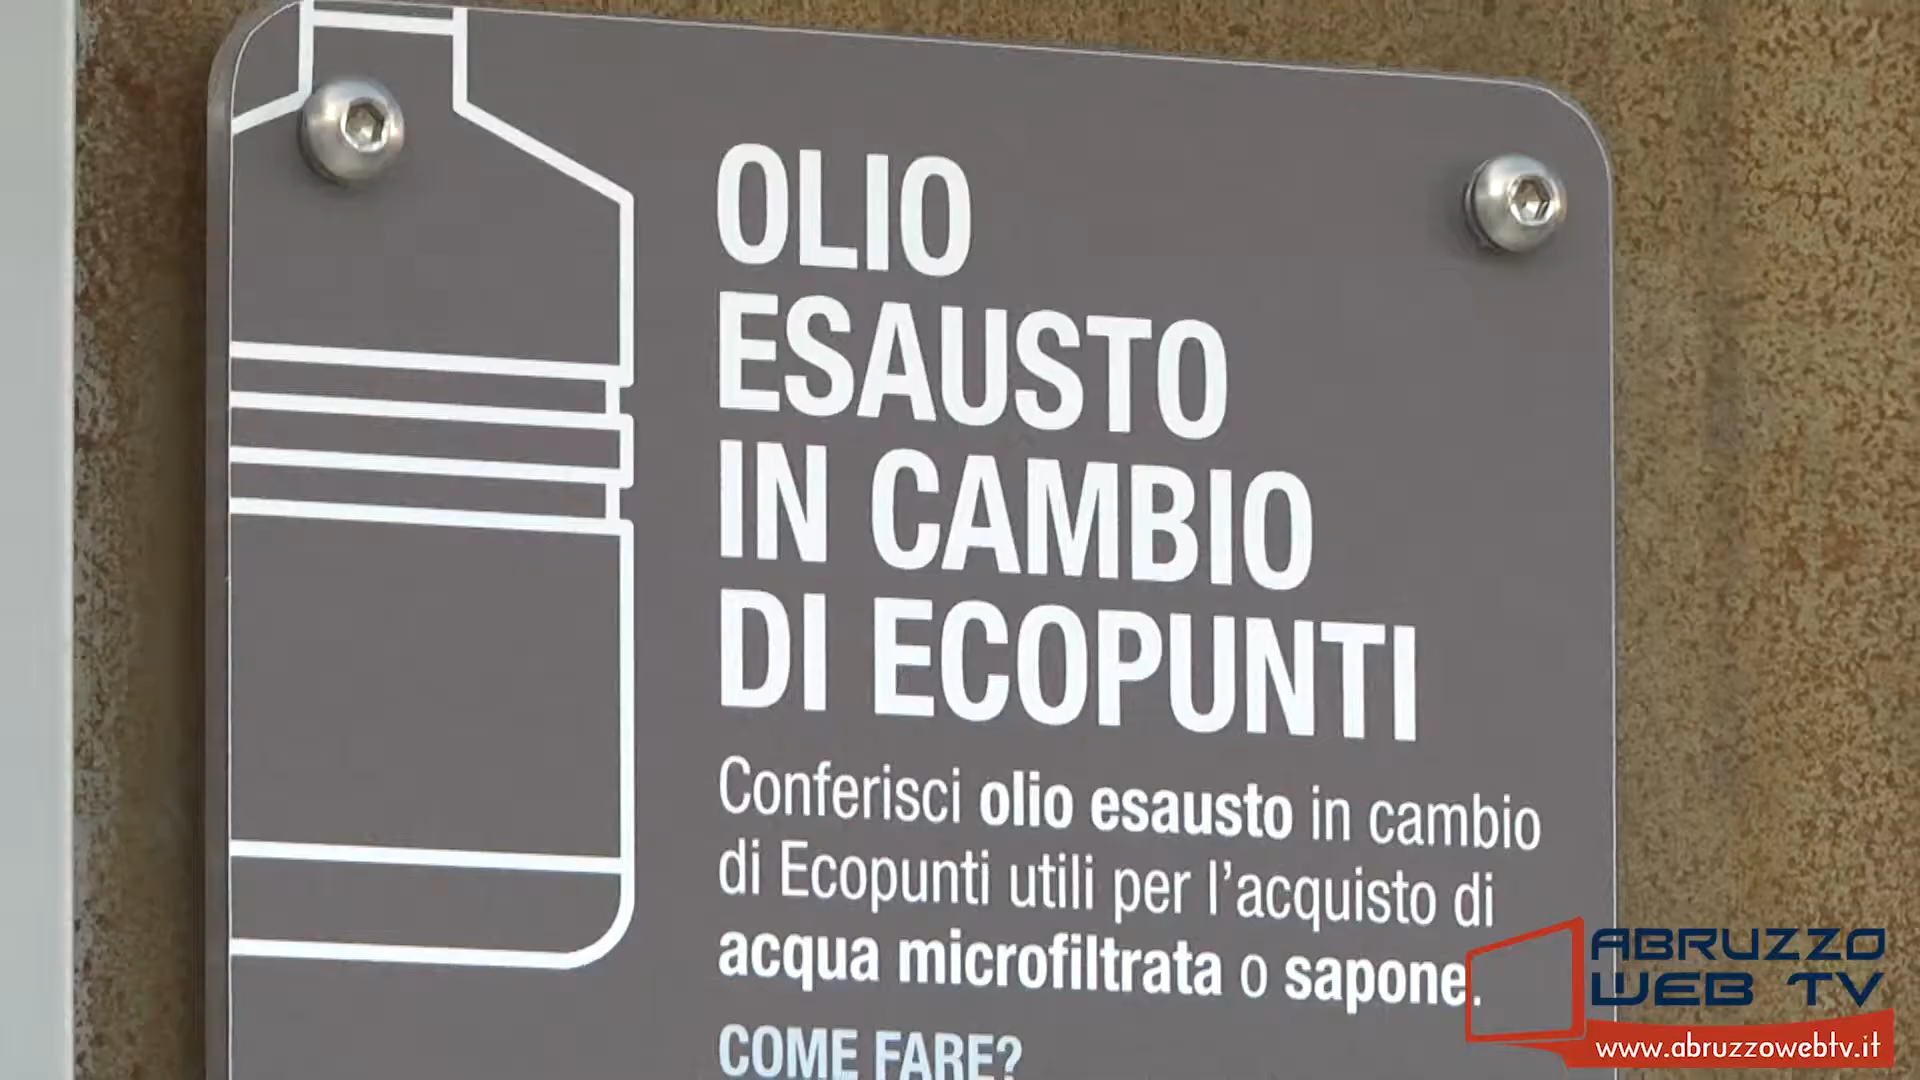 OLIO
ESAUSTO
IN CAMBIO
DI ECOPUNTI
Conferisci olio esausto in cambio
di Ecopunti utili per l'acquisto di
acqua microfiltrata o sapone.
COME FARE?
ABRUZZO
WEB TV
www.abruzzowebtv.it